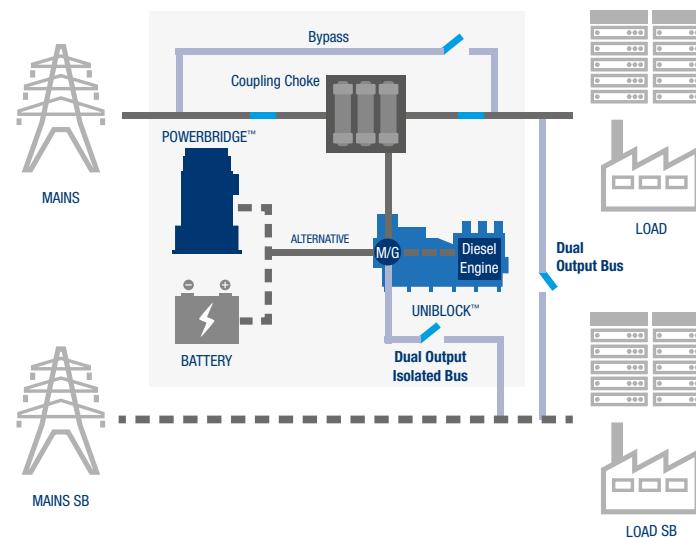 Bypass
Coupling Choke
POWERBRIDGE™
MAINS
LOAD
ALTERNATIVE
M/G
Diesel
Engine
Dual
Output Bus
UNIBLOCK™
BATTERY
Dual Output
Isolated Bus
MAINS SB
LOAD SB